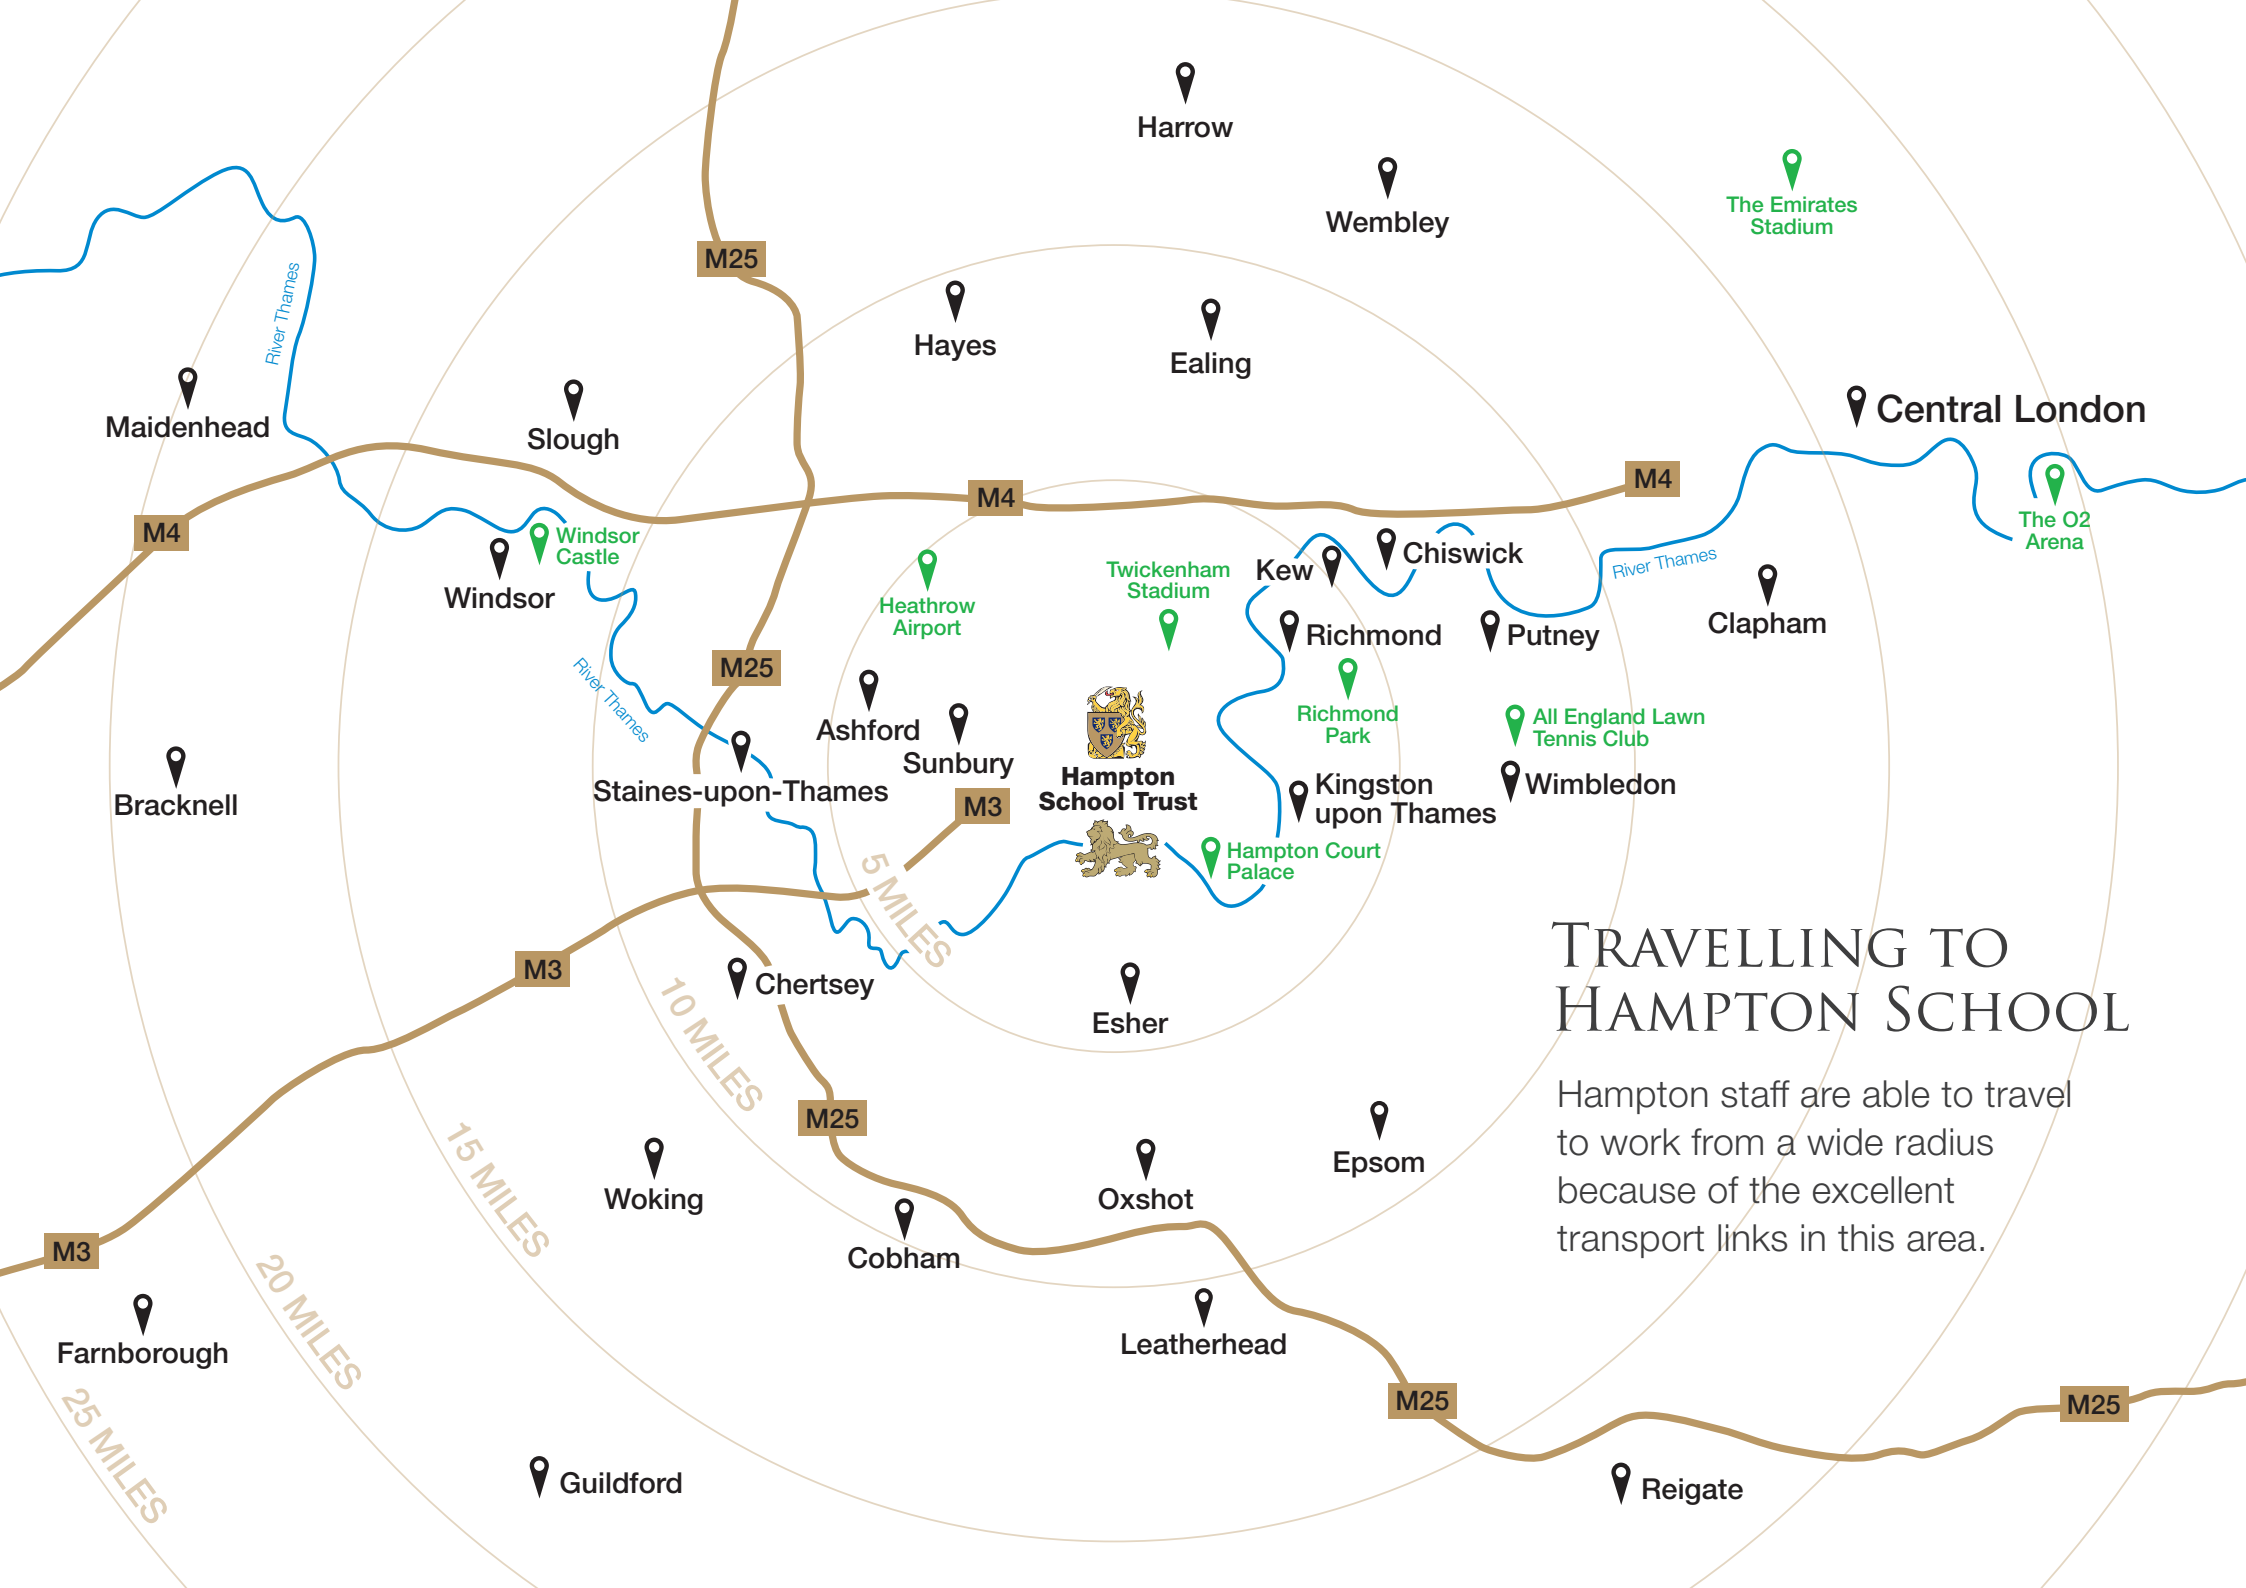 Harrow
Wembley
The Emirates
Stadium
M25
River Thames
Hayes
Ealing
Maidenhead
Slough
Central London
M4
M4
M4
Windsor
Castle
Windsor
Heathrow
Airport
Twickenham
Stadium
Kew
Chiswick
River Thames
The O2
Arena
Richmond
Putney
Clapham
River Thames
M25
Ashford
Sunbury
Richmond
Park
All England Lawn
Tennis Club
Bracknell
Staines-upon-Thames
M3
Hampton
School Trust
Kingston
upon Thames
Wimbledon
Hampton Court
Palace
5 MILES
M3
Chertsey
Esher
10 MILES
TRAVELLING TO
HAMPTON SCHOOL
Hampton staff are able to travel
to work from a wide radius
because of the excellent
transport links in this area.
M25
15 MILES
Woking
Cobham
Oxshot
Epsom
M3
20 MILES
Farnborough
Leatherhead
25 MILES
M25
M25
Guildford
Reigate